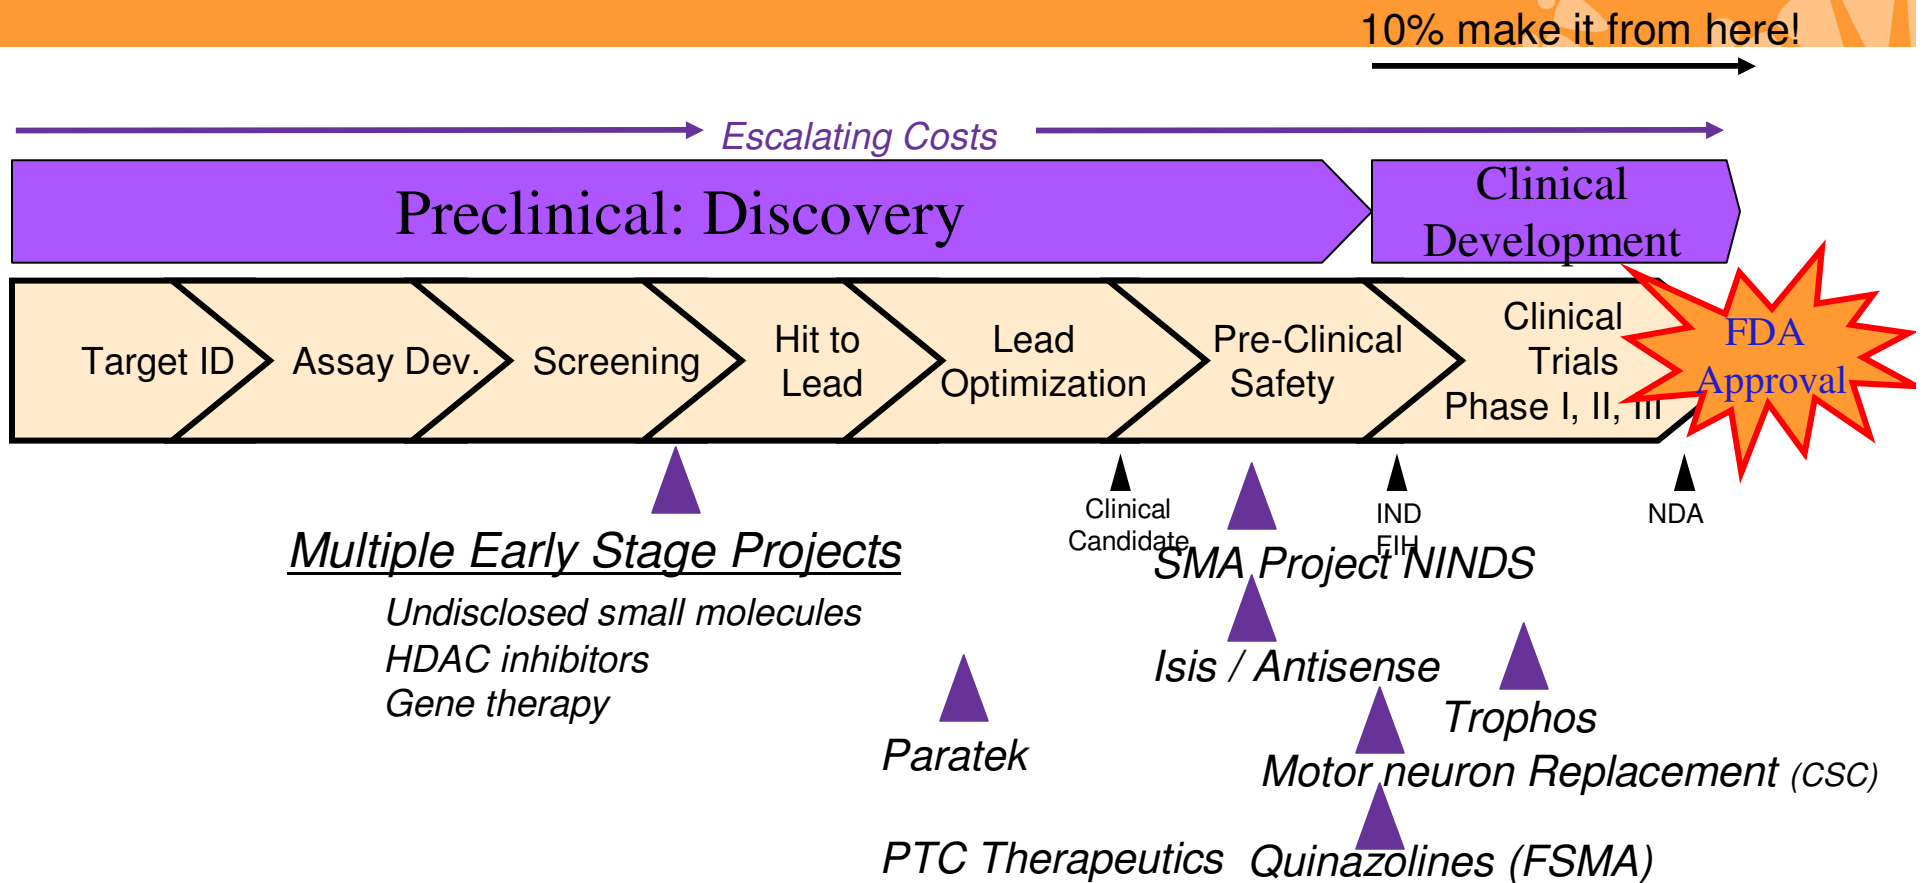 10% make it from here!
Escalating Costs
Preclinical: Discovery
Clinical
Development
Target ID
Assay Dev.
Screening
Hit to
Lead
Lead
Optimization
Pre-Clinical
Safety
Clinical
Trials
Phase I, II, III
FDA
Approval
Clinical
Candidate
IND
FIH
NDA
Multiple Early Stage Projects
Undisclosed small molecules
HDAC inhibitors
Gene therapy
SMA Project NINDS
Isis / Antisense
Trophos
Paratek
Motor neuron Replacement (CSC)
PTC Therapeutics
Quinazolines (FSMA)